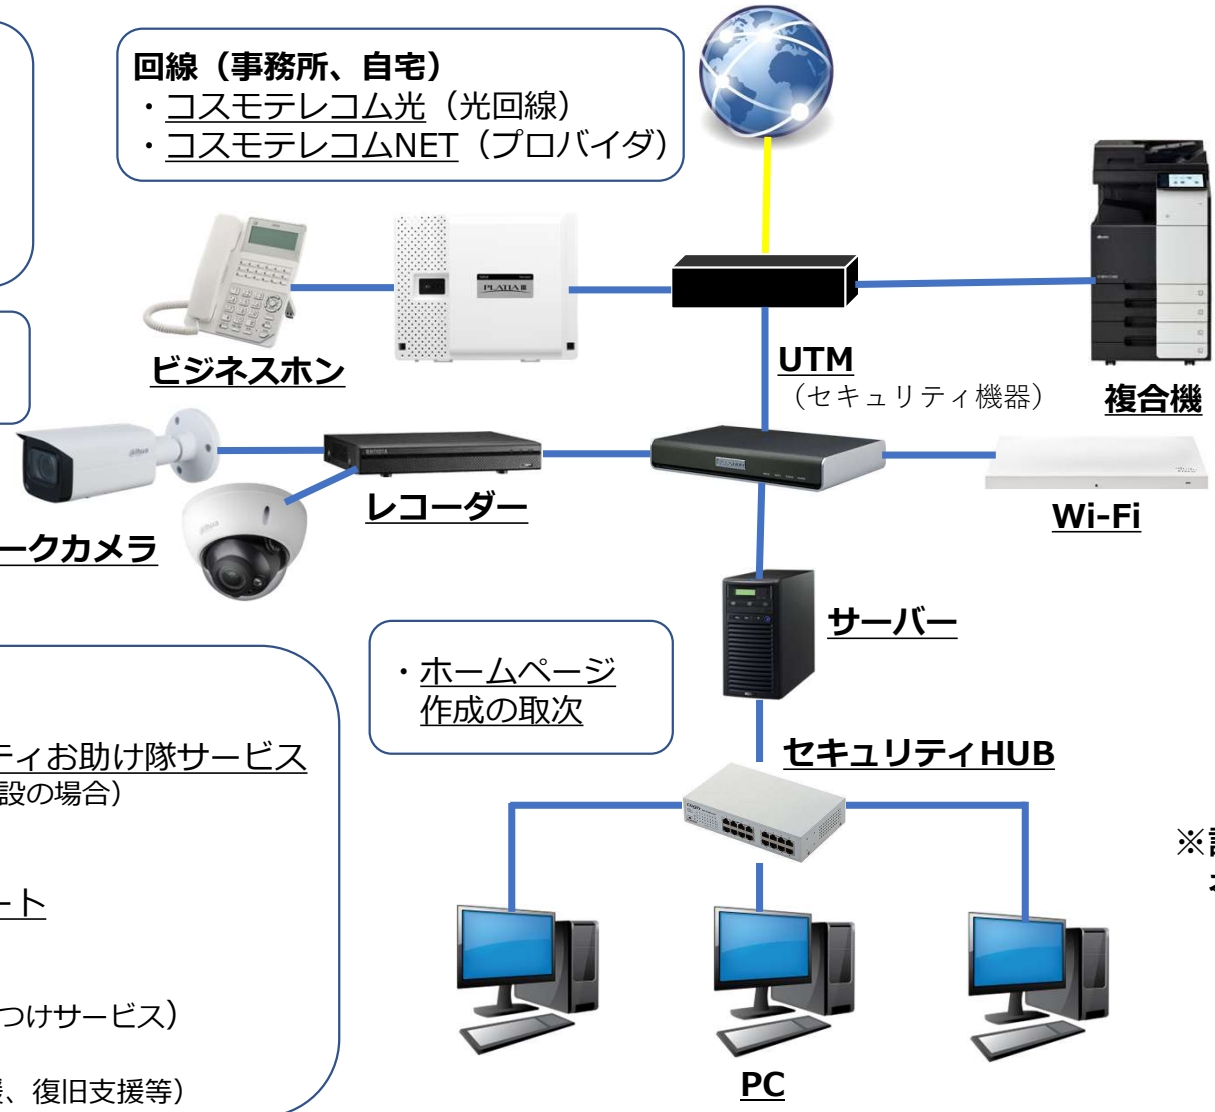 回線（事務所、自宅）
・コスモテレコム光（光回線）
・コスモテレコムNET（プロバイダ）
PLATIA III
ビジネスホン
UTM
（セキュリティ機器）
複合機
alhua
レコーダー
Wi-Fi
ークカメラ
alhua
サーバー
・ホームページ
作成の取次
ティお助け隊サービス
設の場合）
セキュリティHUB
※
ート
つけサービス）
、復旧支援等）
PC